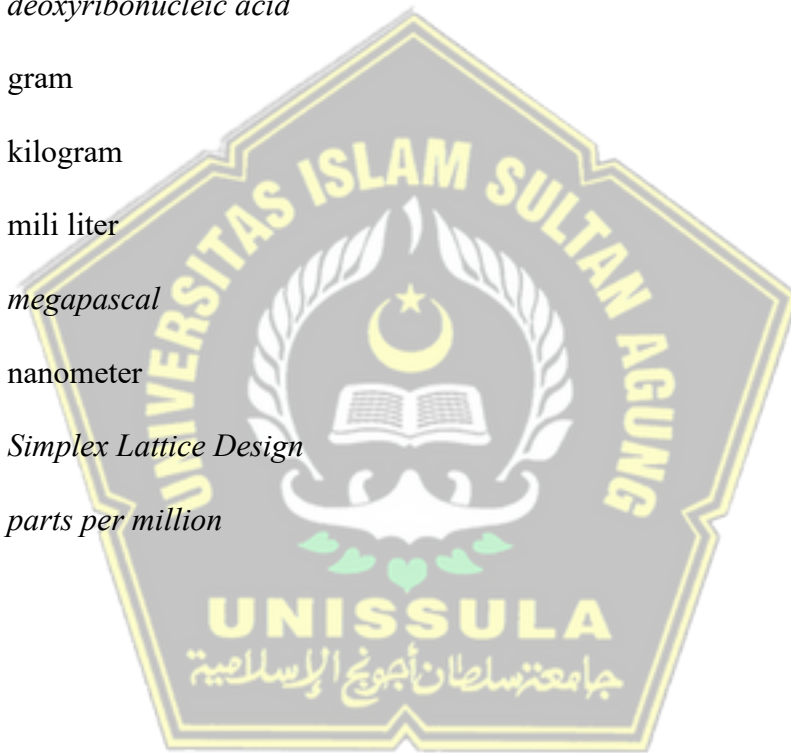 deoxyribonucleic acid
gram
kilogram
mili liter
megapascal
nanometer
Simplex Lattice Design
parts per million
UNIVERSITAS ISLAM SULTAN AGUNG
UNISSULA
جامعة سلطان أجونج الإسلامية